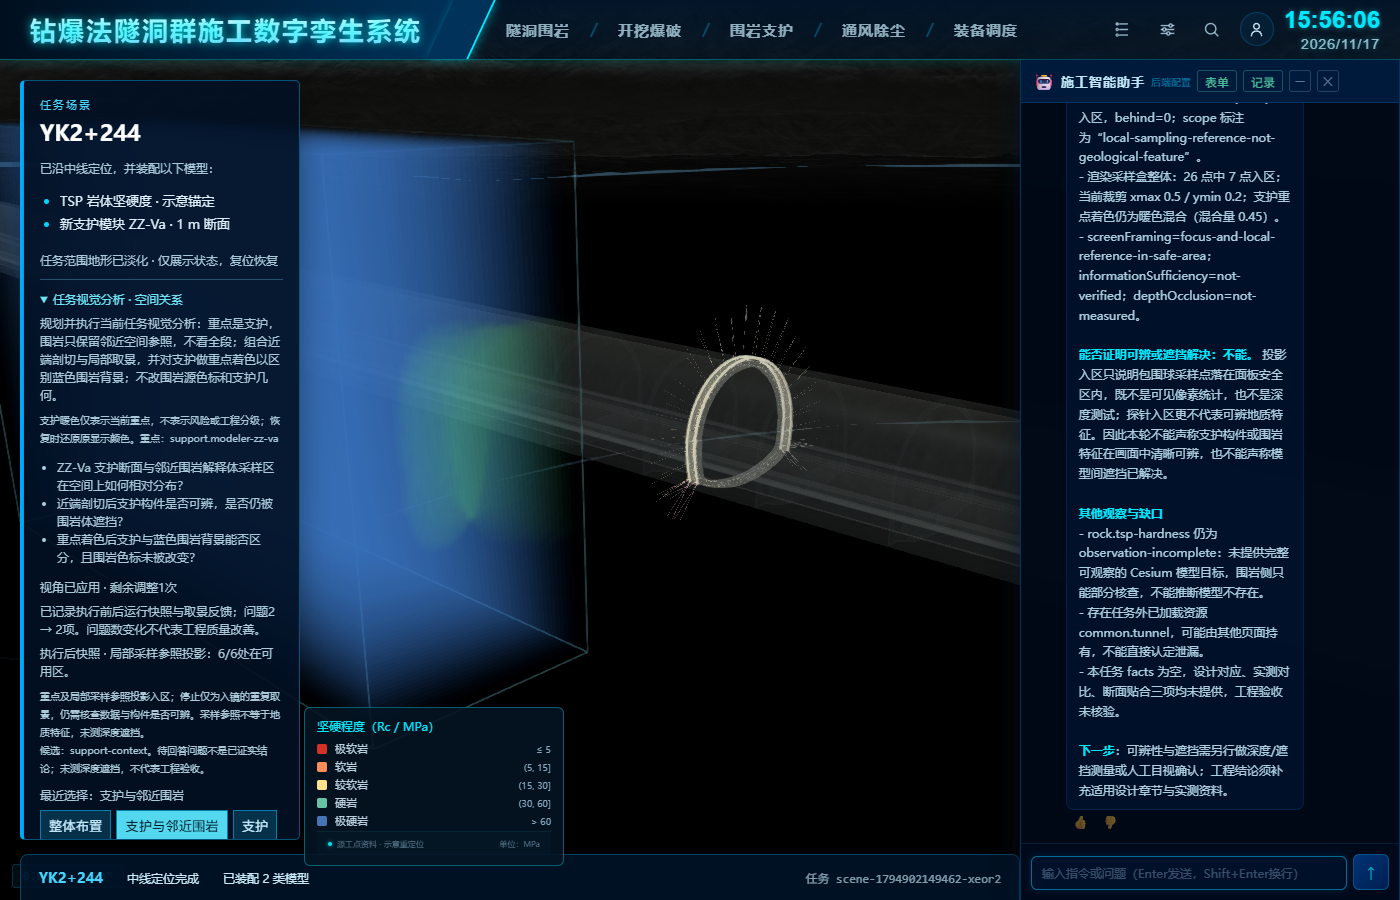 钻爆法隧洞群施工数字孪生系统
隧洞围岩 / 开挖爆破 / 围岩支护 / 通风除尘 / 装备调度
15:56:06
2026/11/17
任务场景
YK2+244
已沿中线定位，并装配以下模型：
• TSP 岩体坚硬度 · 示意锚定
• 新支护模块 ZZ-Va · 1 m 断面
任务范围地形已淡化 · 仅展示状态，复位恢复
▼ 任务视觉分析 · 空间关系
规划并执行当前任务视觉分析：重点是支护，
围岩只保留邻近空间参照，不看全段；组合近
端剖切与局部取景，并对支护做重点着色以区
别蓝色围岩背景；不改围岩源色标和支护几
何。
支护暖色仅表示当前重点，不表示风险或工程分级；恢
复时还原原显示颜色。重点：support.modeler-zz-va
• ZZ-Va 支护断面与邻近围岩解释体采样区
在空间上如何相对分布？
• 近端剖切后支护构件是否可辨，是否仍被
围岩体遮挡？
• 重点着色后支护与蓝色围岩背景能否区
分，且围岩色标未被改变？
视角已应用 · 剩余调整1次
已记录执行前后运行快照与取景反馈；问题2
→ 2项。问题数变化不代表工程质量改善。
执行后快照 · 局部采样参照投影：6/6处在可
用区。
重点及局部采样参照投影入区；停止仅为入镜的重复取
景，仍需核查数据与构件是否可辨。采样参照不等于地
质特征，未测深度遮挡。
候选：support-context。待回答问题不是已证实结
论；未测深度遮挡，不代表工程验收。
最近选择：支护与邻近围岩
整体布置 支护与邻近围岩 支护
坚硬程度（Rc / MPa）
极软岩 ≤ 5
软岩 (5, 15]
较软岩 (15, 30]
硬岩 (30, 60]
极硬岩 > 60
派工点资料 · 示意重定位 单位：MPa
YK2+244 中线定位完成 已装配 2 类模型 任务 scene-1794902149462-xeor2
施工智能助手 后端配置 表单 记录
入区，behind=0；scope 标注
为“local-sampling-reference-not-
geological-feature”。
- 渲染采样盒整体：26 点中 7 点入区；
当前裁剪 xmax 0.5 / ymin 0.2；支护重
点着色仍为暖色混合（混合量 0.45）。
- screenFraming=focus-and-local-
reference-in-safe-area；
informationSufficiency=not-
verified；depthOcclusion=not-
measured。
能否证明可辨或遮挡解决：不能。投影
入区只说明包围球采样点落在面板安全
区内，既不是可见像素统计，也不是深
度测试；探针入区更不代表可辨地质特
征。因此本轮不能声称支护构件或围岩
特征在画面中清晰可辨，也不能声称模
型间遮挡已解决。
其他观察与缺口
- rock.tsp-hardness 仍为
observation-incomplete：未提供完整
可观察的 Cesium 模型目标，围岩侧只
能部分核查，不能推断模型不存在。
- 存在任务外已加载资源
common.tunnel，可能由其他页面持
有，不能直接认定泄漏。
- 本任务 facts 为空，设计对应、实测对
比、断面贴合三项均未提供，工程验收
未核验。
下一步：可辨性与遮挡需另行做深度/遮
挡测量或人工目视确认；工程结论须补
充适用设计章节与实测资料。
输入指令或问题（Enter发送，Shift+Enter换行）